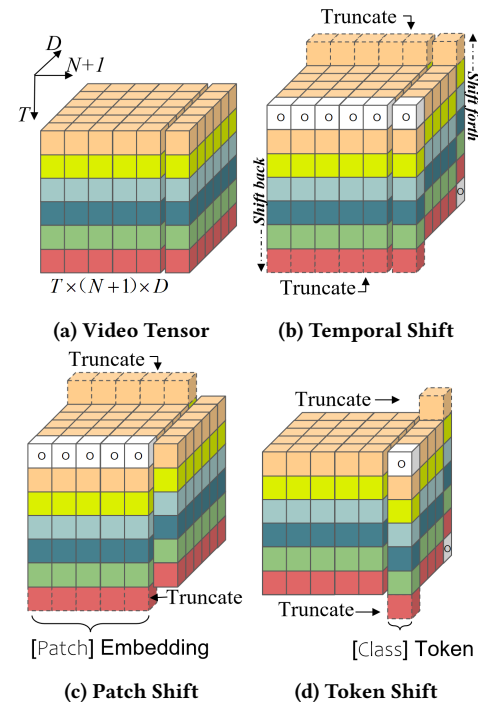 D
N+1
T
T×(N+1)×D
(a) Video Tensor
Truncate
Shift forth
o o o o o o
Shift back
o
Truncate
(b) Temporal Shift
Truncate
o o o o o
Truncate
[Patch] Embedding
(c) Patch Shift
Truncate
o
o
Truncate
[Class] Token
(d) Token Shift